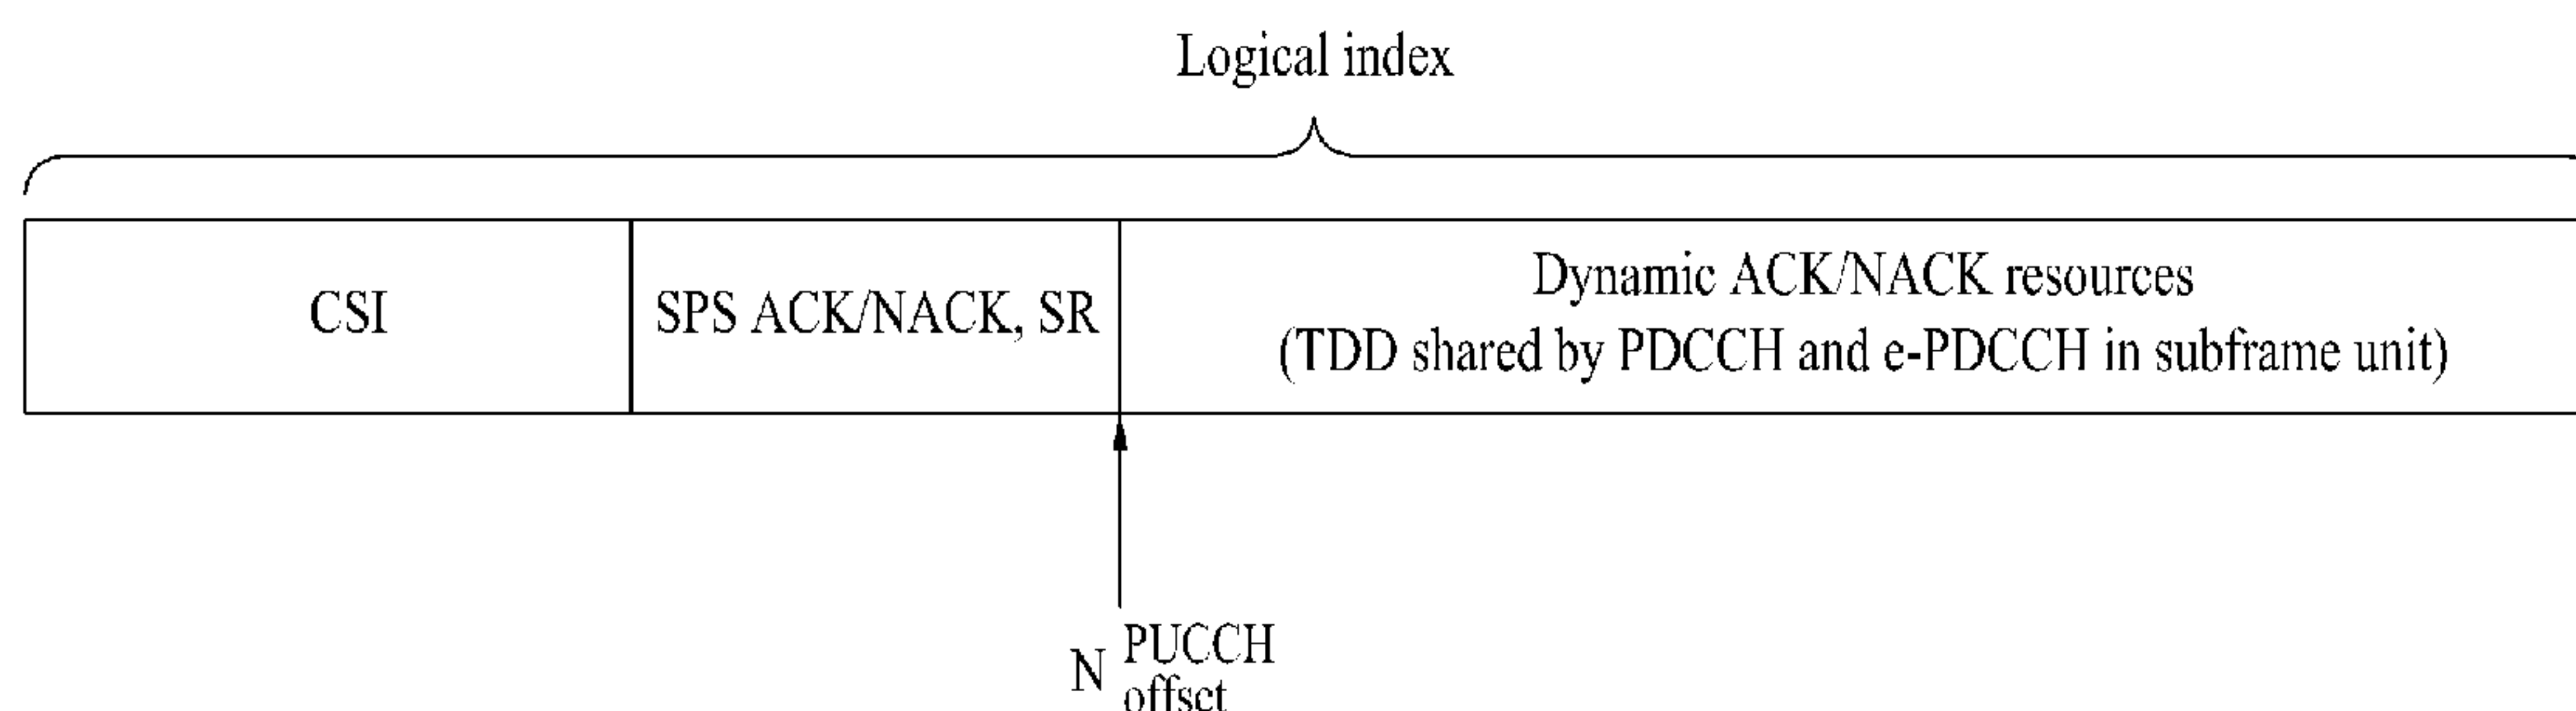 Logical index
CSI
SPS ACK/NACK, SR
Dynamic ACK/NACK resources
(TDD shared by PDCCH and e-PDCCH in subframe unit)
N PUCCH
offset